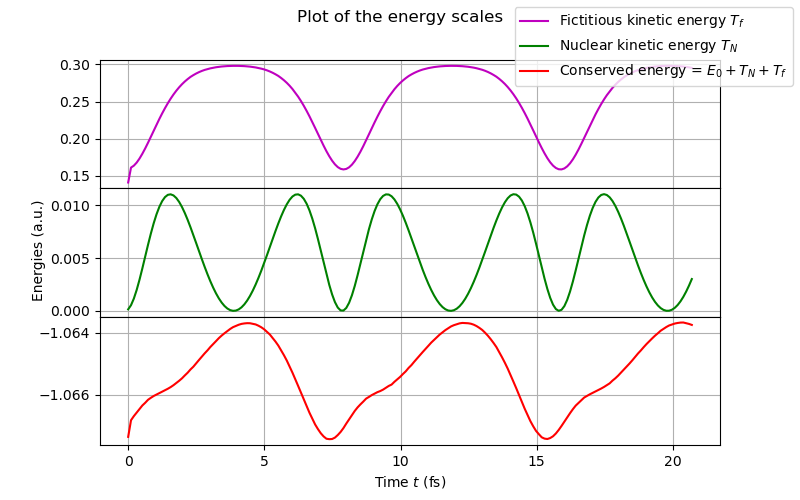 Plot of the energy scales
Fictitious kinetic energy T_f
Nuclear kinetic energy T_N
Conserved energy = E_0 + T_N + T_f
0.30
0.25
0.20
0.15
0.010
0.005
0.000
−1.064
−1.066
Energies (a.u.)
0 5 10 15 20
Time t (fs)